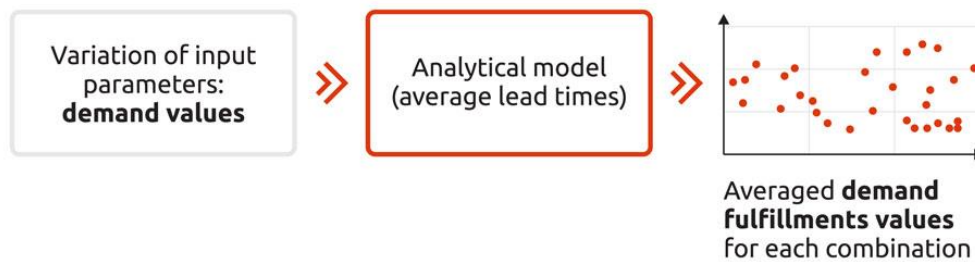 Variation of input
parameters:
demand values
Analytical model
(average lead times)
Averaged demand
fulfillments values
for each combination